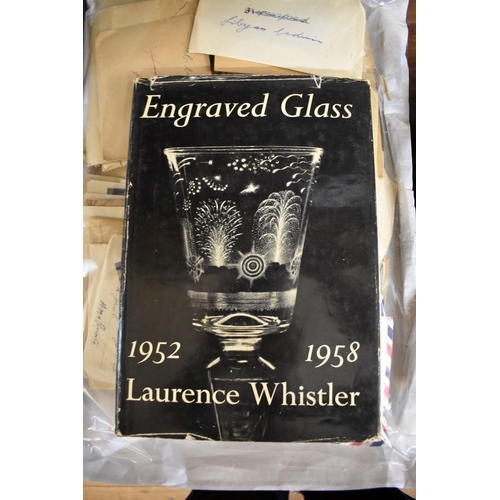 Engraved Glass
1952 1958
Laurence Whistler